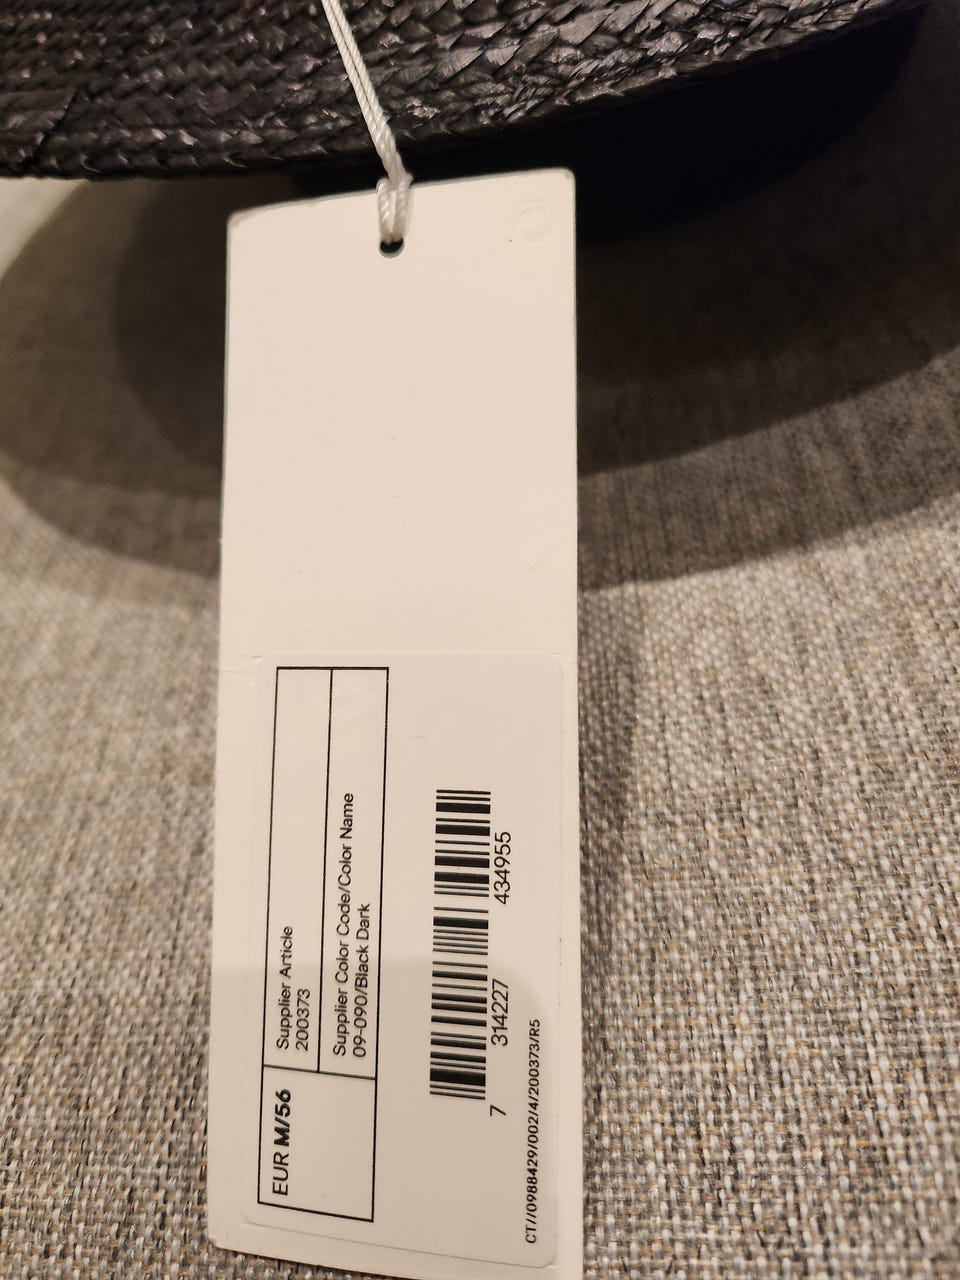 EUR M/56
Supplier Article
200373
Supplier Color Code/Color Name
09-090/Black Dark
7 314227 434955
CT//0988429/002/4/200373/R5